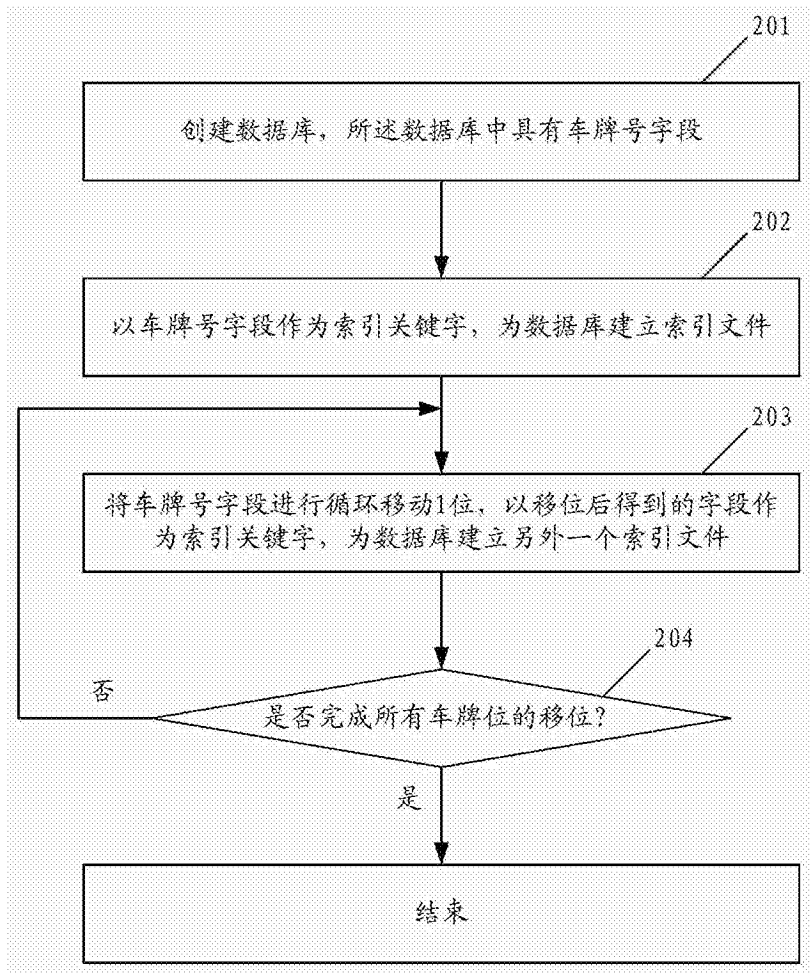 201
创建数据库，所述数据库中具有车牌号字段
202
以车牌号字段作为索引关键字，为数据库建立索引文件
203
将车牌号字段进行循环移动1位，以移位后得到的字段作
为索引关键字，为数据库建立另外一个索引文件
204
否
是否完成所有车牌位的移位？
是
结束